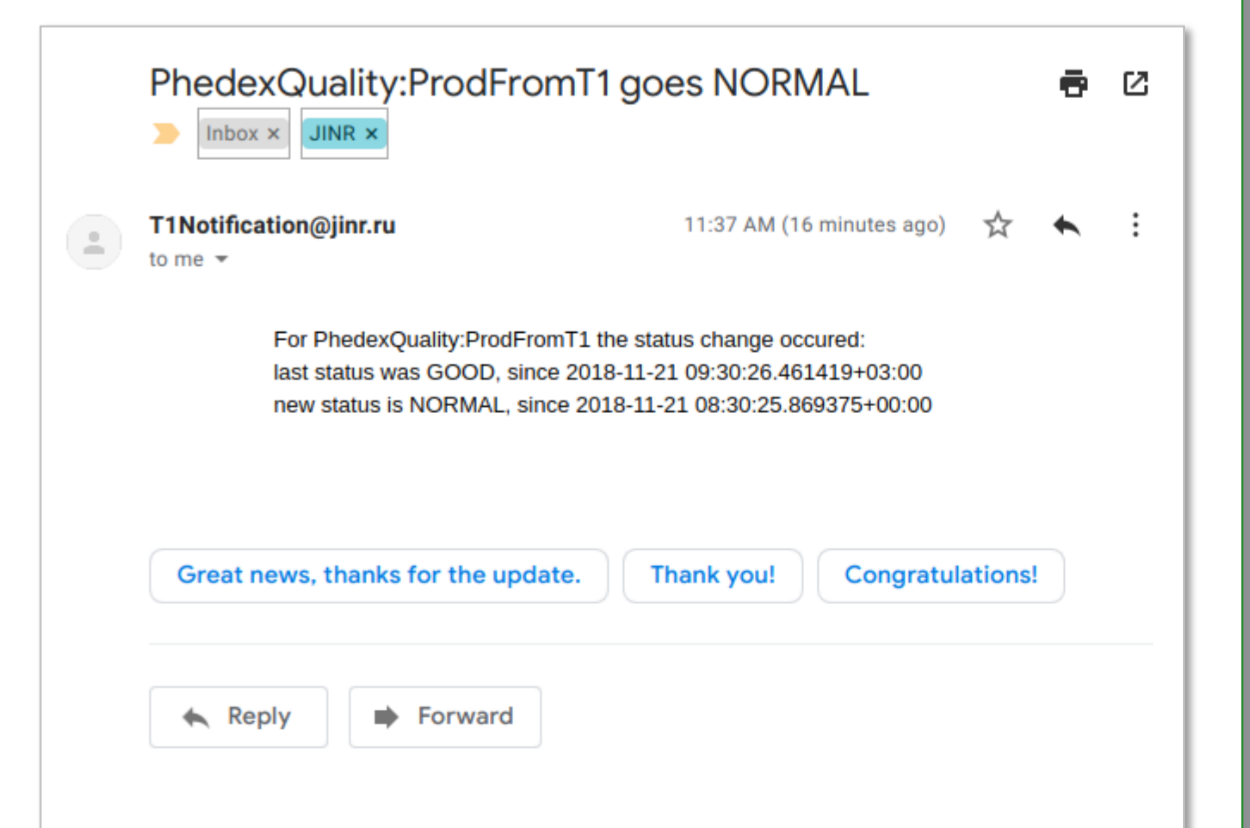 PhedexQuality:ProdFromT1 goes NORMAL
Inbox × JINR ×
T1Notification@jinr.ru 11:37 AM (16 minutes ago)
to me
For PhedexQuality:ProdFromT1 the status change occured:
last status was GOOD, since 2018-11-21 09:30:26.461419+03:00
new status is NORMAL, since 2018-11-21 08:30:25.869375+00:00
Great news, thanks for the update. Thank you! Congratulations!
Reply Forward